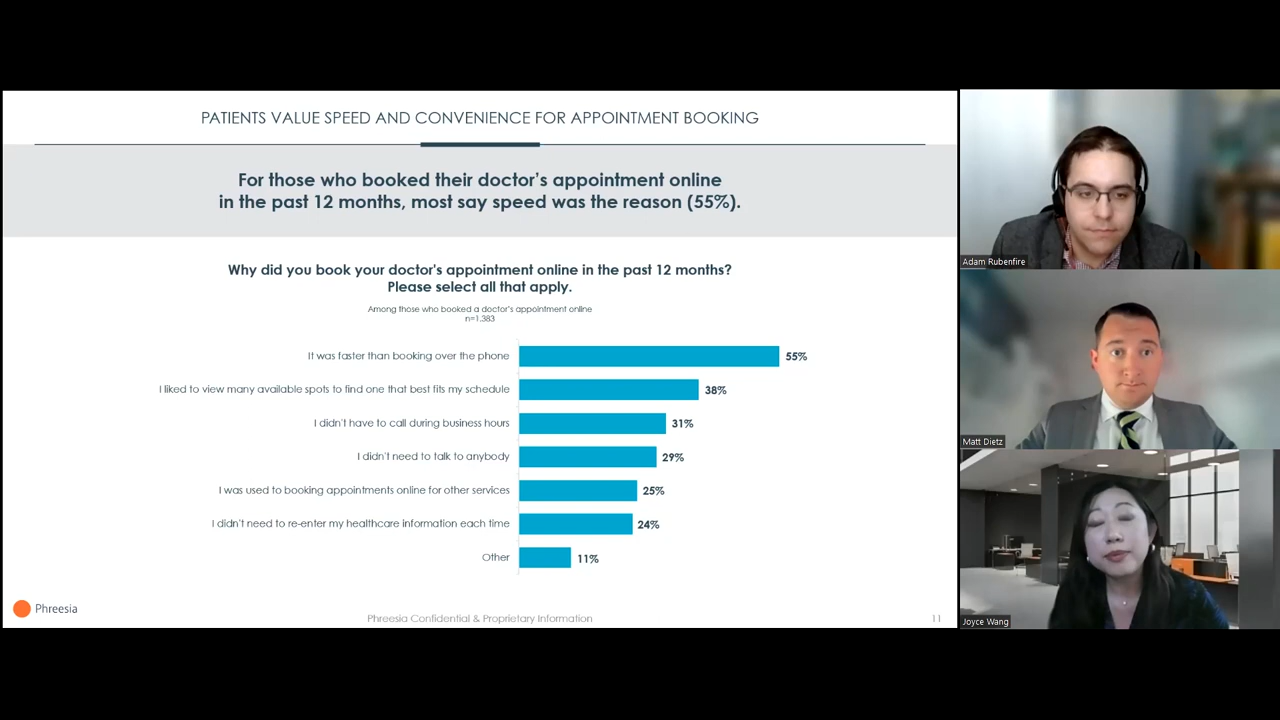 PATIENTS VALUE SPEED AND CONVENIENCE FOR APPOINTMENT BOOKING
For those who booked their doctor's appointment online
in the past 12 months, most say speed was the reason (55%).
Why did you book your doctor's appointment online in the past 12 months?
Please select all that apply.
Among those who booked a doctor's appointment online
n=1,383
It was faster than booking over the phone 55%
I liked to view many available spots to find one that best fits my schedule 38%
I didn't have to call during business hours 31%
I didn't need to talk to anybody 29%
I was used to booking appointments online for other services 25%
I didn't need to re-enter my healthcare information each time 24%
Other 11%
Phreesia
Phreesia Confidential & Proprietary Information
11
Adam Rubenfire
Matt Dietz
Joyce Wang